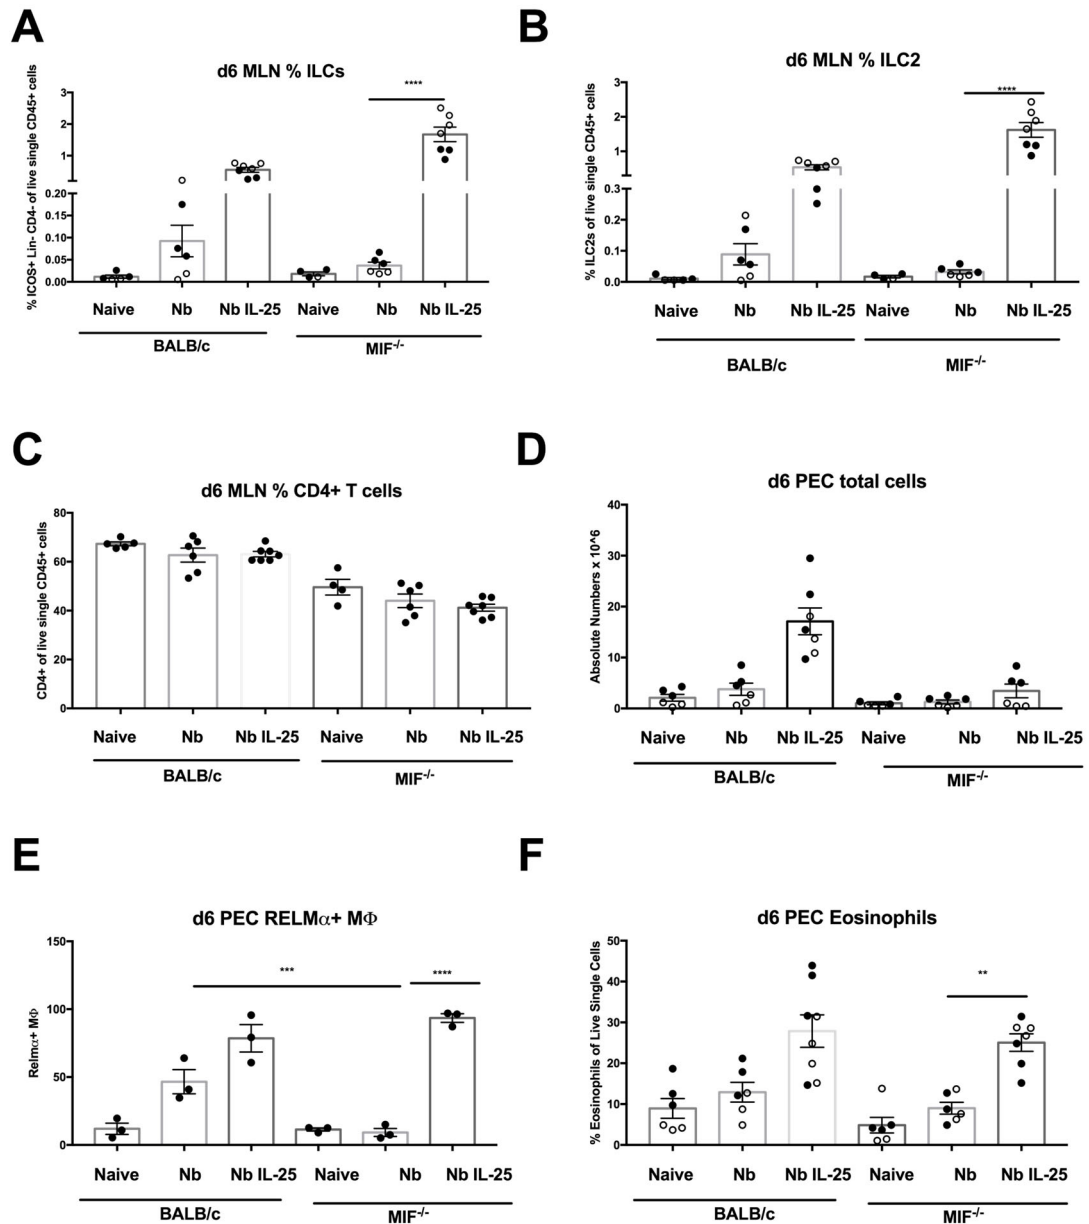 A
d6 MLN % ILCs
% ICOS+ Lin- CD4- of live single CD45+ cells
3
2
1
0.20
0.15
0.10
0.05
0.00
****
Naive Nb Nb IL-25 Naive Nb Nb IL-25
BALB/c MIF-/-
B
d6 MLN % ILC2
% ILC2s of live single CD45+ cells
3
2
1
0.3
0.2
0.1
0.0
****
Naive Nb Nb IL-25 Naive Nb Nb IL-25
BALB/c MIF-/-
C
d6 MLN % CD4+ T cells
CD4+ of live single CD45+ cells
80
60
40
20
0
Naive Nb Nb IL-25 Naive Nb Nb IL-25
BALB/c MIF-/-
D
d6 PEC total cells
Absolute Numbers x 10^6
40
30
20
10
0
Naive Nb Nb IL-25 Naive Nb Nb IL-25
BALB/c MIF-/-
E
d6 PEC RELMα+ MΦ
Relmα+ MΦ
150
100
50
0
***
****
Naive Nb Nb IL-25 Naive Nb Nb IL-25
BALB/c MIF-/-
F
d6 PEC Eosinophils
% Eosinophils of Live Single Cells
50
40
30
20
10
0
**
Naive Nb Nb IL-25 Naive Nb Nb IL-25
BALB/c MIF-/-